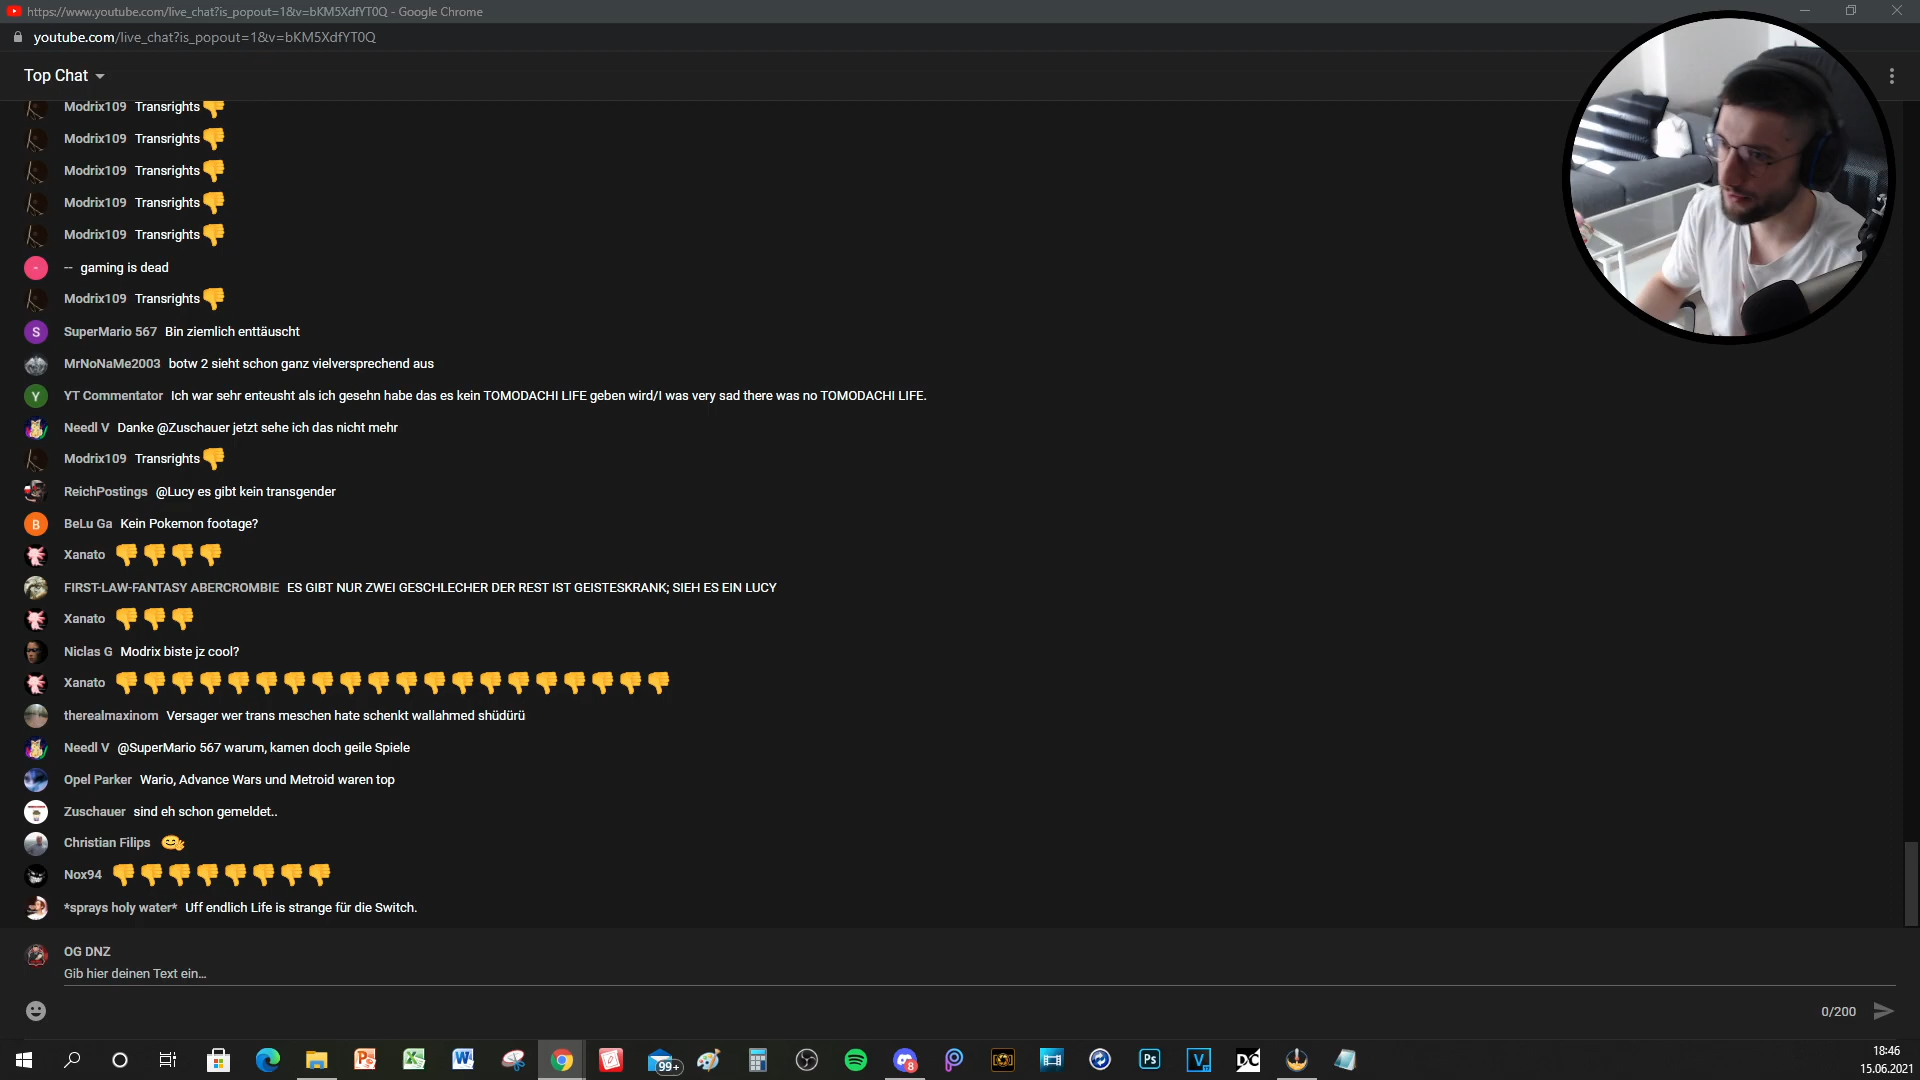 https://www.youtube.com/live_chat?is_popout=1&v=bKM5XdfYT0Q - Google Chrome
youtube.com/live_chat?is_popout=1&v=bKM5XdfYT0Q
Top Chat
Modrix109 Transrights👎
Modrix109 Transrights👎
Modrix109 Transrights👎
Modrix109 Transrights👎
Modrix109 Transrights👎
- -- gaming is dead
Modrix109 Transrights👎
S SuperMario 567 Bin ziemlich enttäuscht
MrNoNaMe2003 botw 2 sieht schon ganz vielversprechend aus
Y YT Commentator Ich war sehr enteusht als ich gesehn habe das es kein TOMODACHI LIFE geben wird/I was very sad there was no TOMODACHI LIFE.
Needl V Danke @Zuschauer jetzt sehe ich das nicht mehr
Modrix109 Transrights👎
ReichPostings @Lucy es gibt kein transgender
B BeLu Ga Kein Pokemon footage?
Xanato 👎👎👎👎
FIRST-LAW-FANTASY ABERCROMBIE ES GIBT NUR ZWEI GESCHLECHER DER REST IST GEISTESKRANK; SIEH ES EIN LUCY
Xanato 👎👎👎
Niclas G Modrix biste jz cool?
Xanato 👎👎👎👎👎👎👎👎👎👎👎👎👎👎👎👎👎👎👎👎
therealmaxinom Versager wer trans meschen hate schenkt wallahmed shüdürü
Needl V @SuperMario 567 warum, kamen doch geile Spiele
Opel Parker Wario, Advance Wars und Metroid waren top
Zuschauer sind eh schon gemeldet..
Christian Filips
Nox94 👎👎👎👎👎👎👎👎
*sprays holy water* Uff endlich Life is strange für die Switch.
OG DNZ
Gib hier deinen Text ein...
0/200
99+ 8 Ps V DC
18:46
15.06.2021